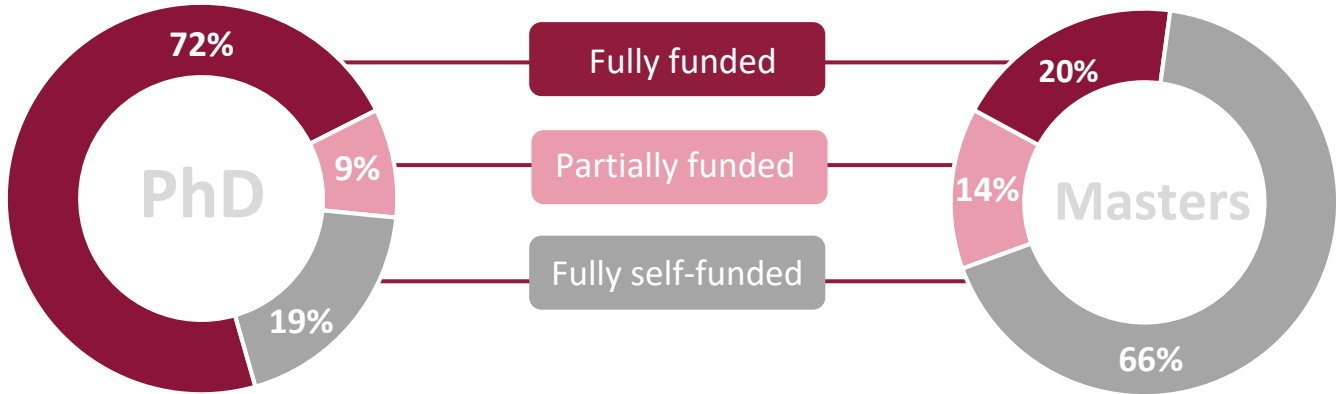 72%
9%
19%
PhD
Fully funded
Partially funded
Fully self-funded
20%
14%
66%
Masters